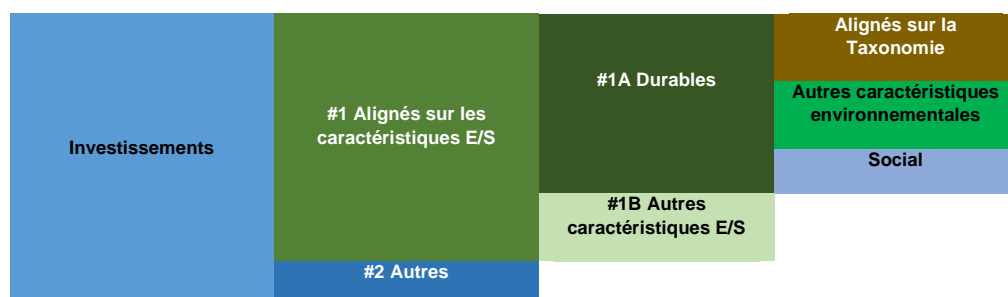 Investissements
#1 Alignés sur les
caractéristiques E/S
#2 Autres
#1A Durables
#1B Autres
caractéristiques E/S
Alignés sur la
Taxonomie
Autres caractéristiques
environnementales
Social